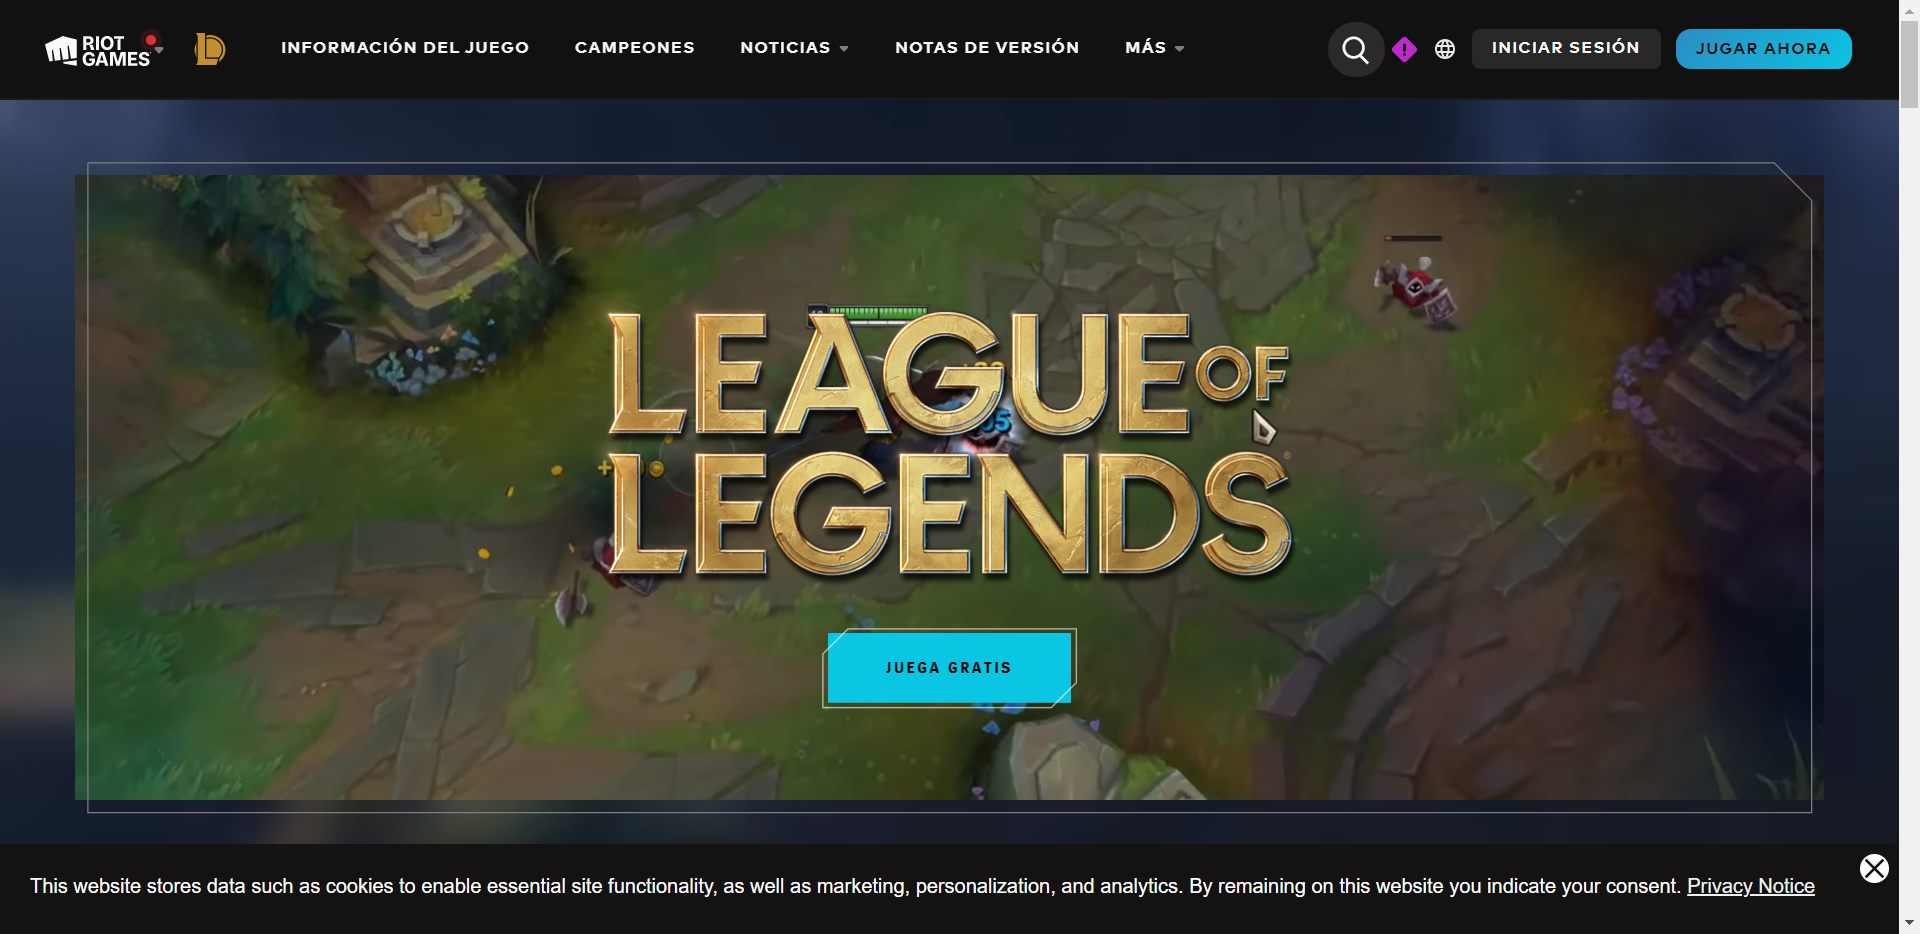 RIOT
GAMES
INFORMACIÓN DEL JUEGO
CAMPEONES
NOTICIAS
NOTAS DE VERSIÓN
MÁS
INICIAR SESIÓN
JUGAR AHORA
LEAGUE OF
LEGENDS
JUEGA GRATIS
This website stores data such as cookies to enable essential site functionality, as well as marketing, personalization, and analytics. By remaining on this website you indicate your consent. Privacy Notice